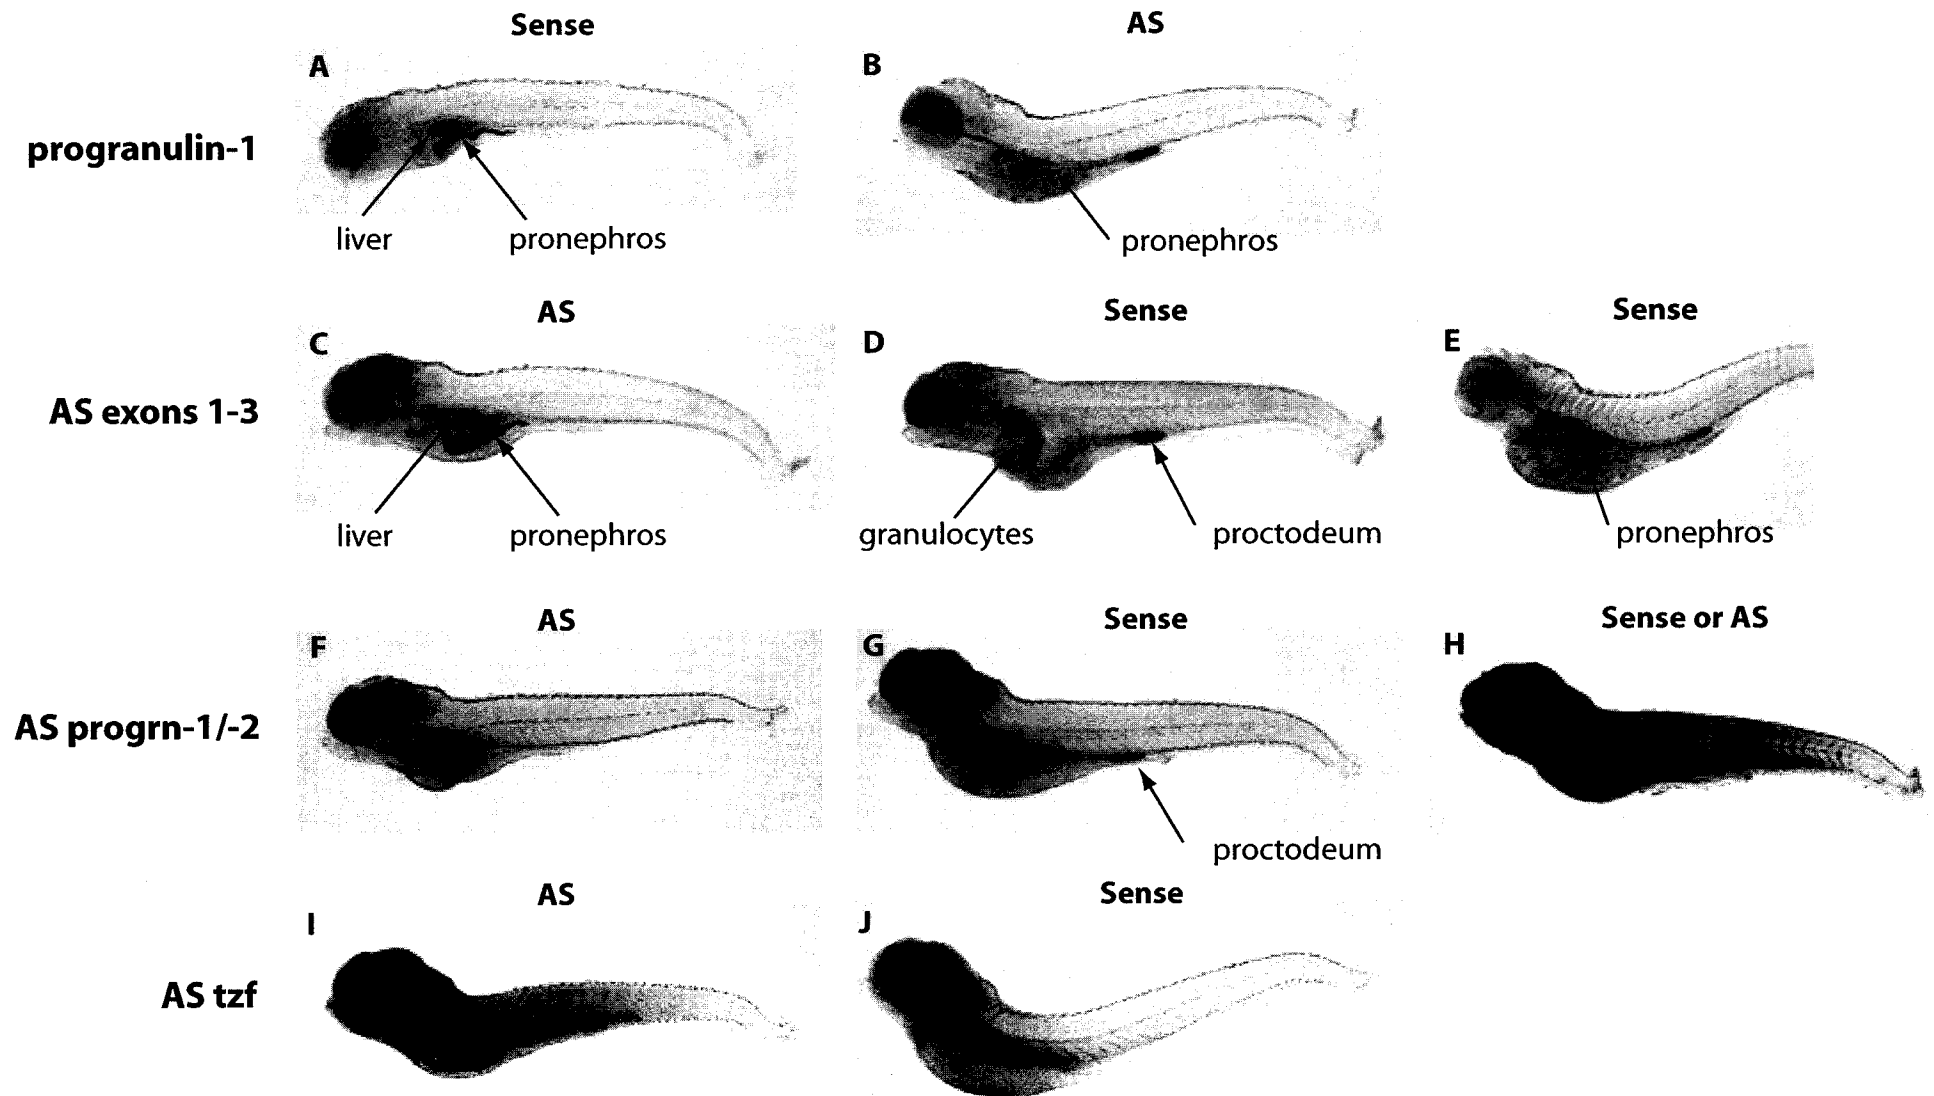 Sense AS
A B
progranulin-1
liver pronephros
pronephros
AS Sense Sense
C D E
AS exons 1-3
liver pronephros granulocytes proctodeum pronephros
AS Sense Sense or AS
F G H
AS progrn-1/-2
proctodeum
AS Sense
I J
AS tzf